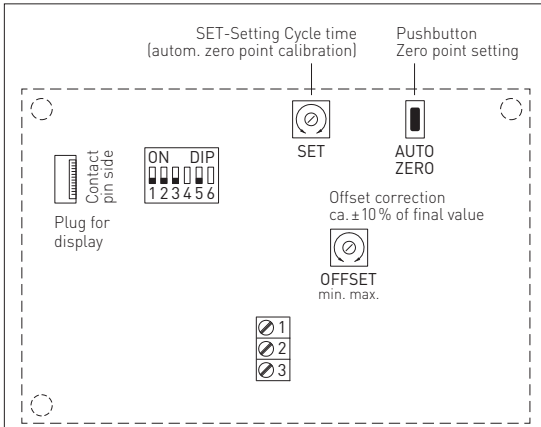 SET-Setting Cycle time
(autom. zero point calibration)
Pushbutton
Zero point setting
SET
AUTO
ZERO
Contact
pin side
Plug for
display
ON DIP
123456
Offset correction
ca. ± 10 % of final value
OFFSET
min. max.
1
2
3